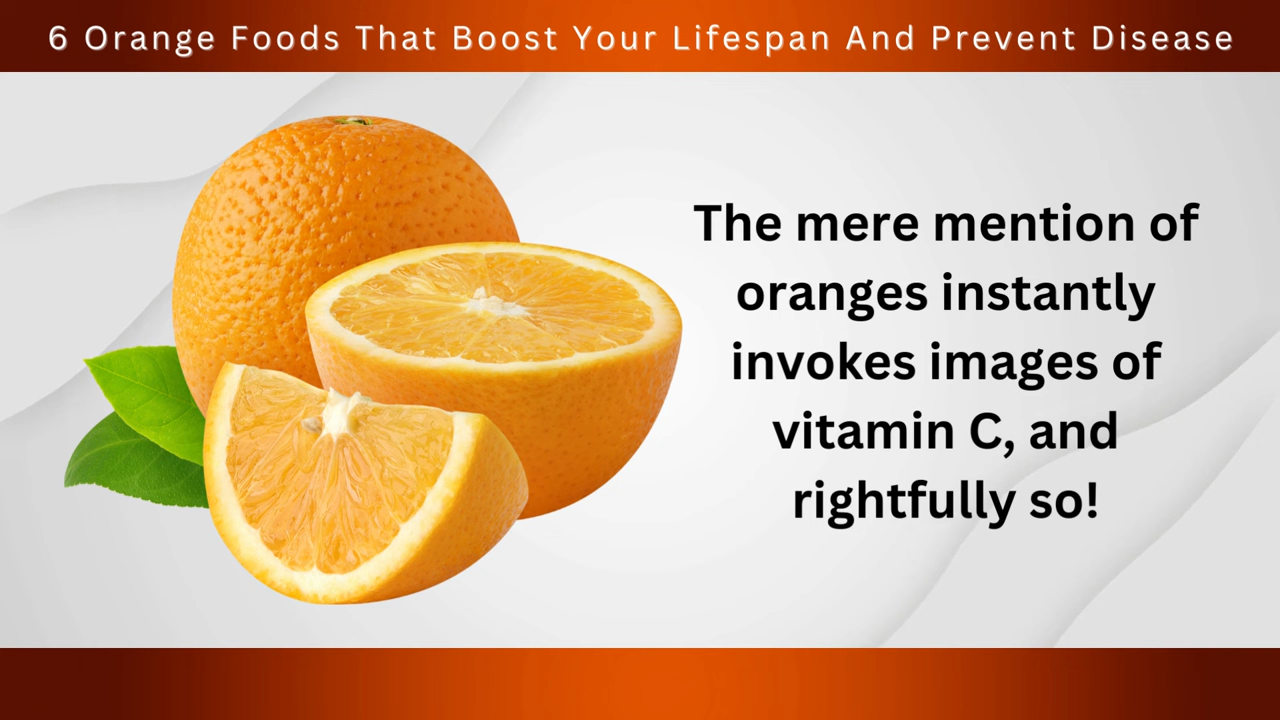 6 Orange Foods That Boost Your Lifespan And Prevent Disease
The mere mention of
oranges instantly
invokes images of
vitamin C, and
rightfully so!